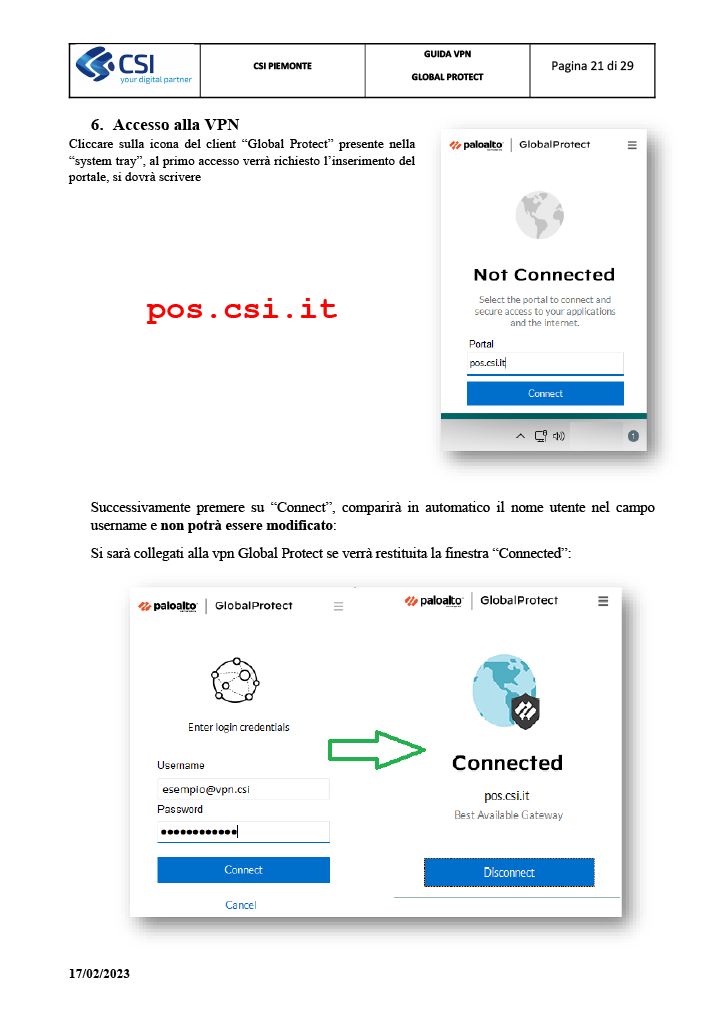 CSI
your digital partner
CSI PIEMONTE
GUIDA VPN
GLOBAL PROTECT
Pagina 21 di 29
6. Accesso alla VPN
Cliccare sulla icona del client “Global Protect” presente nella
“system tray”, al primo accesso verrà richiesto l’inserimento del
portale, si dovrà scrivere
pos.csi.it
paloalto
GlobalProtect
Not Connected
Select the portal to connect and
secure access to your applications
and the internet.
Portal
pos.csi.it
Connect
1
Successivamente premere su “Connect”, comparirà in automatico il nome utente nel campo
username e non potrà essere modificato:
Si sarà collegati alla vpn Global Protect se verrà restituita la finestra “Connected”:
paloalto
GlobalProtect
Enter login credentials
Username
esempio@vpn.csi
Password
Connect
Cancel
paloalto
GlobalProtect
Connected
pos.csi.it
Best Available Gateway
Disconnect
17/02/2023